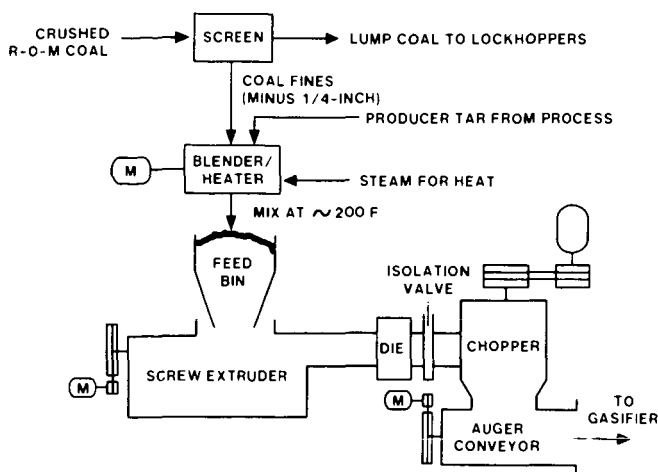 CRUSHED
R-O-M COAL
SCREEN
LUMP COAL TO LOCKHOPPERS
COAL FINES
(MINUS 1/4-INCH)
PRODUCER TAR FROM PROCESS
M
BLENDER/
HEATER
STEAM FOR HEAT
MIX AT ~200 F
FEED
BIN
ISOLATION
VALVE
DIE
CHOPPER
M
SCREW EXTRUDER
M
AUGER
CONVEYOR
TO
GASIFIER